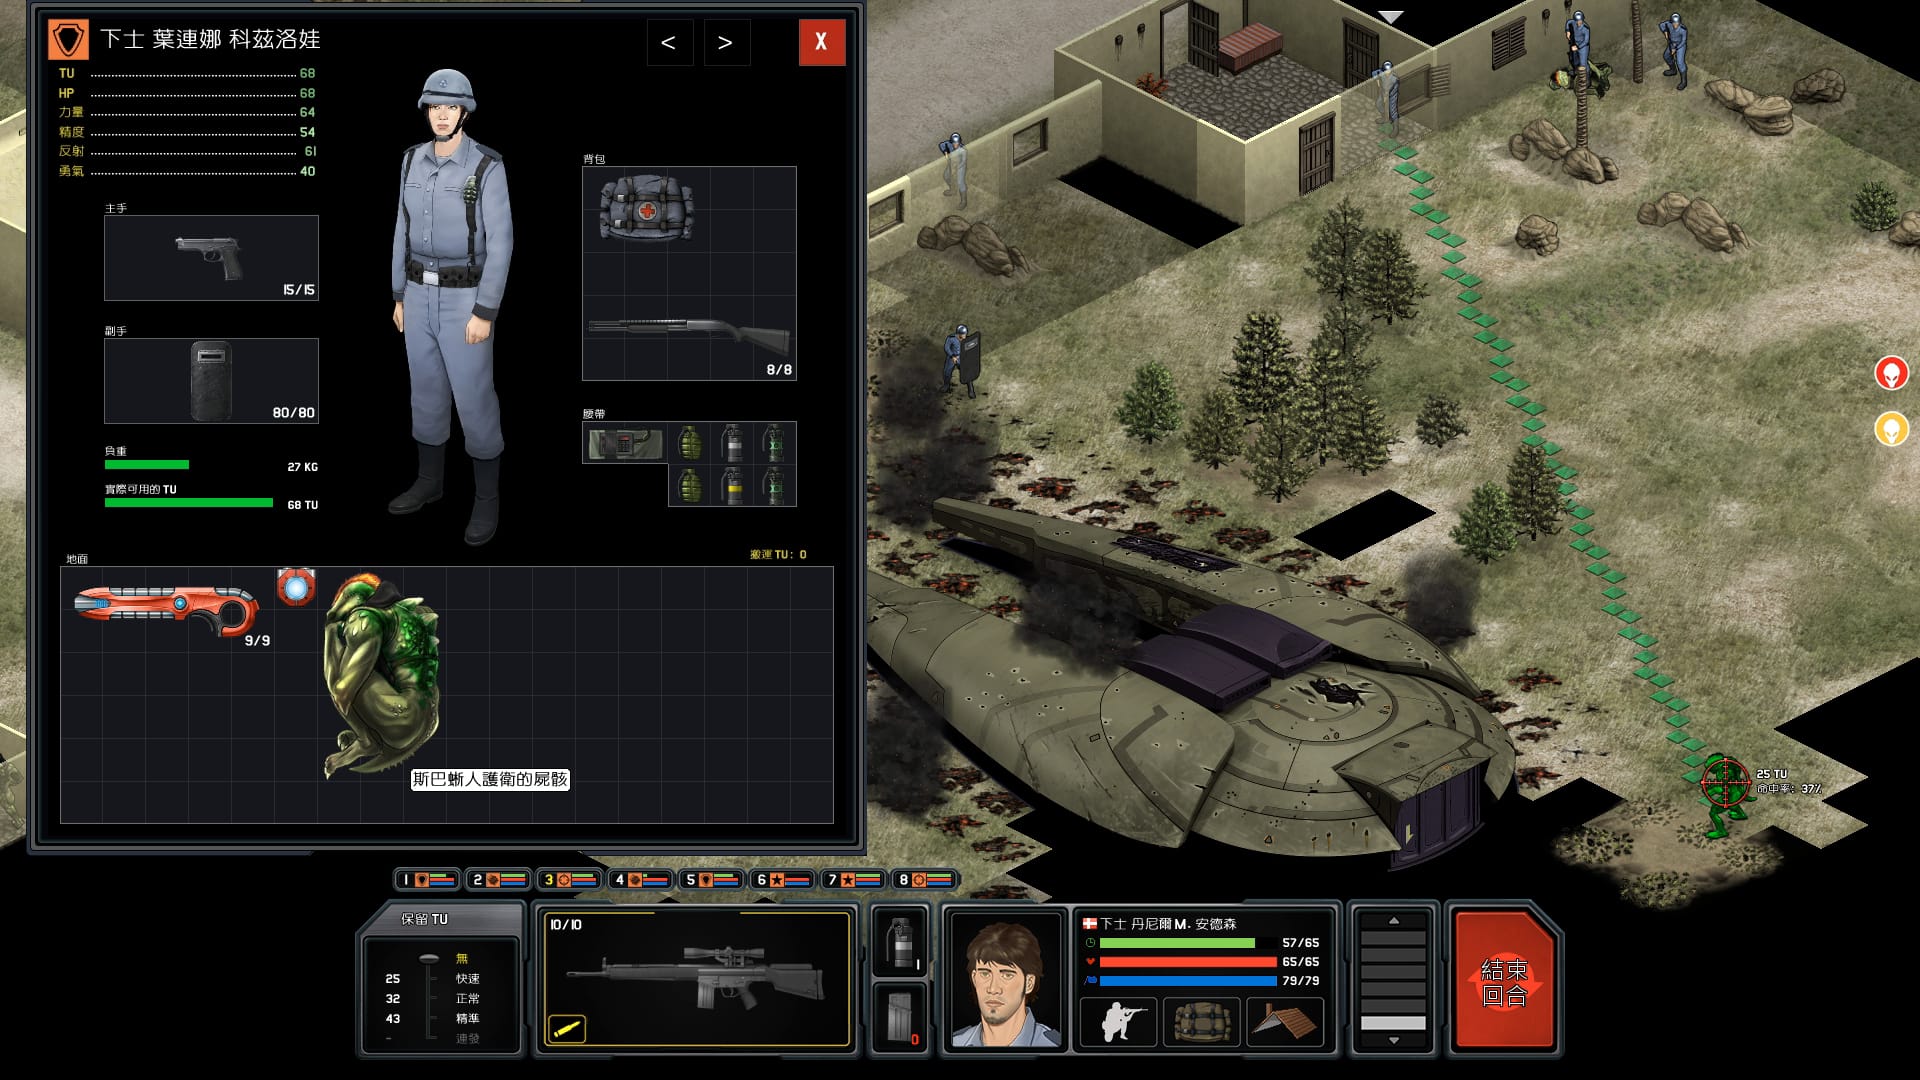 下士 葉連娜 科茲洛娃
<
>
X
TU 68
HP 68
力量 64
精度 54
反射 61
勇氣 40
主手
15/15
副手
80/80
負重
27 KG
實際可用的 TU
68 TU
背包
8/8
腰帶
地面
搬運 TU: 0
9/9
斯巴蜥人護衛的屍骸
25 TU
命中率: 37%
1
2
3
4
5
6
7
8
保留 TU
無
25 快速
32 正常
43 精準
- 連發
10/10
1
0
下士 丹尼爾 M. 安德森
57/65
65/65
79/79
結束
回合